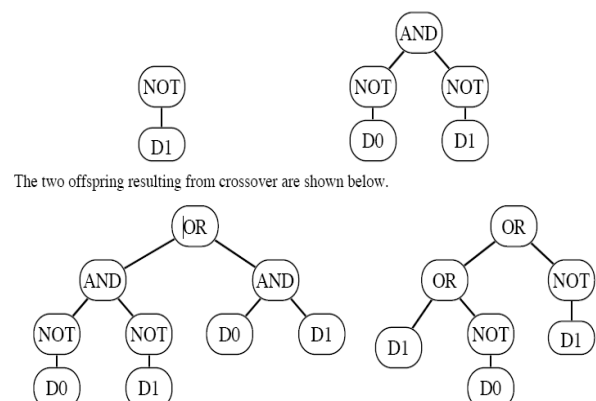 AND
NOT NOT NOT
D1 D0 D1
The two offspring resulting from crossover are shown below.
OR OR
AND AND OR NOT
NOT NOT D0 D1 D1 NOT D1
D0 D1 D0